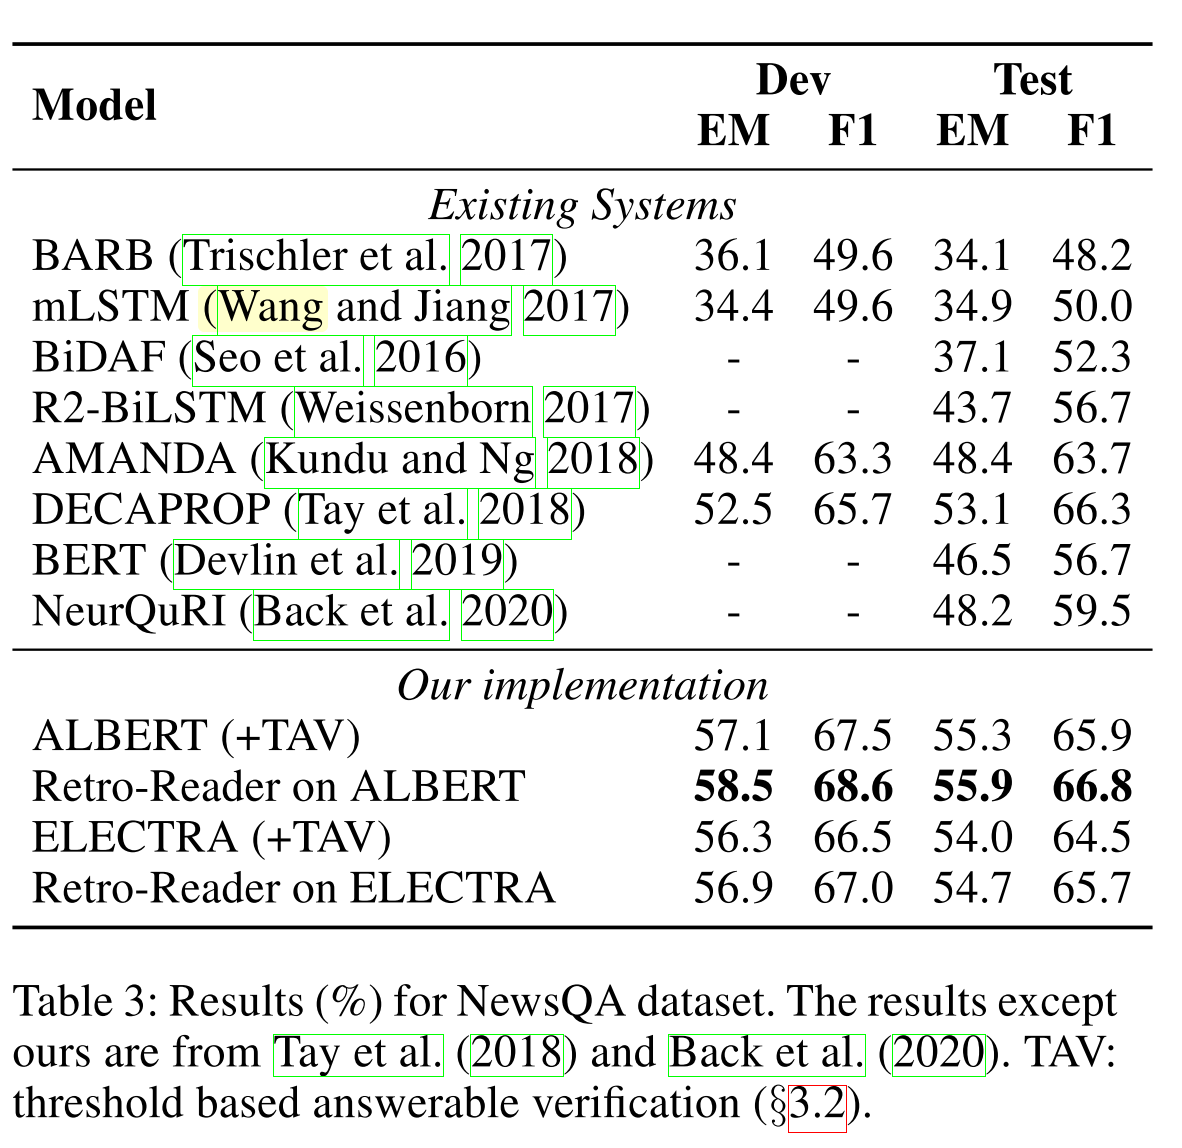 Model Dev Test
EM F1 EM F1
Existing Systems
BARB (Trischler et al. 2017) 36.1 49.6 34.1 48.2
mLSTM (Wang and Jiang 2017) 34.4 49.6 34.9 50.0
BiDAF (Seo et al. 2016) - - 37.1 52.3
R2-BiLSTM (Weissenborn 2017) - - 43.7 56.7
AMANDA (Kundu and Ng 2018) 48.4 63.3 48.4 63.7
DECAPROP (Tay et al. 2018) 52.5 65.7 53.1 66.3
BERT (Devlin et al. 2019) - - 46.5 56.7
NeurQuRI (Back et al. 2020) - - 48.2 59.5
Our implementation
ALBERT (+TAV) 57.1 67.5 55.3 65.9
Retro-Reader on ALBERT 58.5 68.6 55.9 66.8
ELECTRA (+TAV) 56.3 66.5 54.0 64.5
Retro-Reader on ELECTRA 56.9 67.0 54.7 65.7
Table 3: Results (%) for NewsQA dataset. The results except
ours are from Tay et al. (2018) and Back et al. (2020). TAV:
threshold based answerable verification (§3.2).